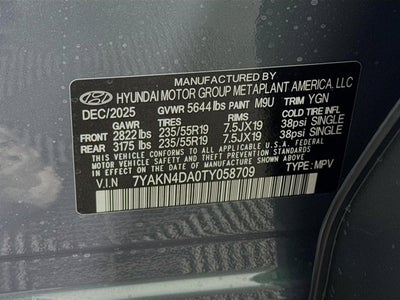 MANUFACTURED BY
HYUNDAI MOTOR GROUP METAPLANT AMERICA, LLC
DEC/2025 GVWR 5644 lbs PAINT M9U TRIM YGN
GAWR TIRES RIMS COLD TIRE INFL
FRONT 2822 lbs 235/55R19 7.5JX19 38psi SINGLE
REAR 3175 lbs 235/55R19 7.5JX19 38psi SINGLE
THIS VEHICLE CONFORMS TO ALL APPLICABLE U.S.A FEDERAL
MOTOR VEHICLE SAFETY AND THEFT PREVENTION STANDARDS IN
EFFECT ON THE DATE OF MANUFACTURE SHOWN ABOVE.
V.I.N 7YAKN4DA0TY058709 TYPE: MPV